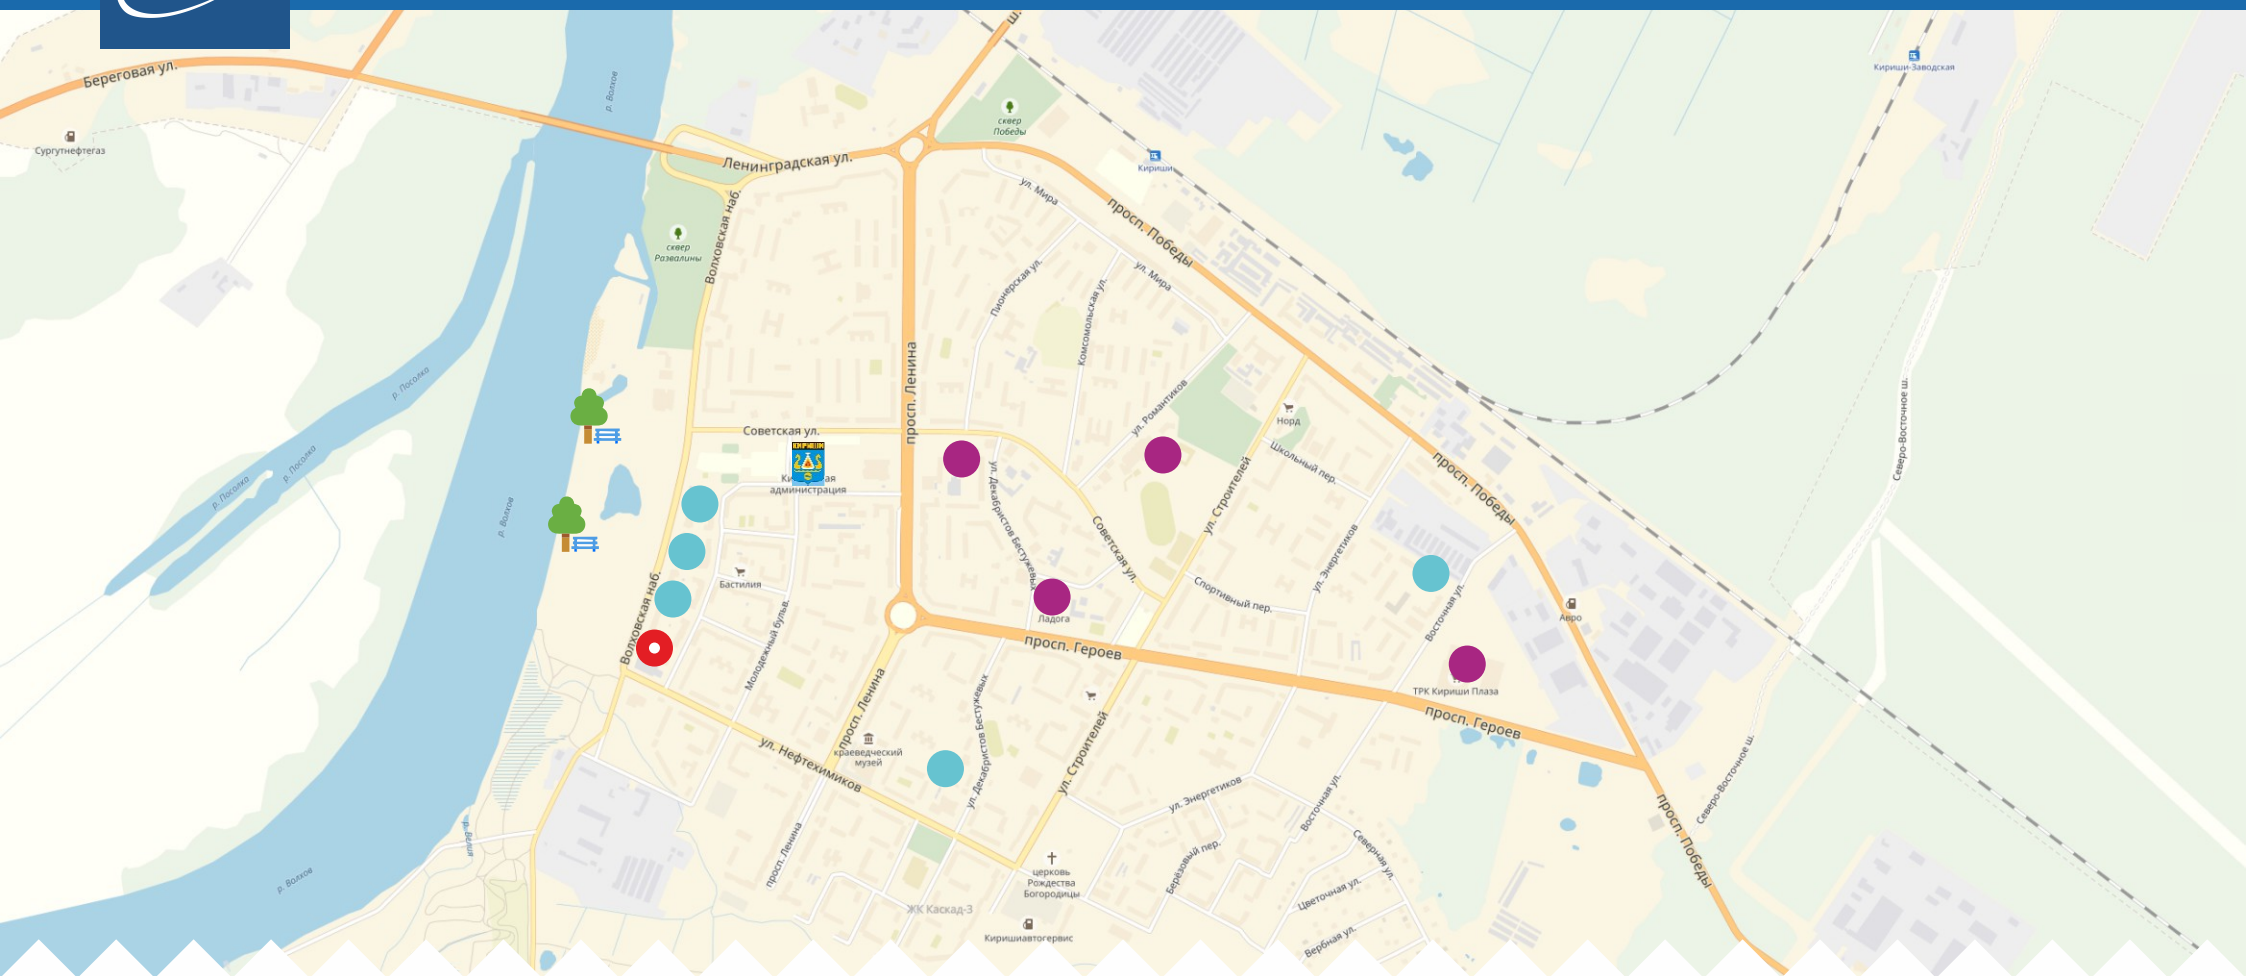 ш.
Береговая ул.
р. Волхов
Кириши-Заводская
сквер
Победы
Сургутнефтегаз
Ленинградская ул.
Кириши
ул. Мира
просп. Победы
Волховская наб.
сквер
Развалины
Пионерская ул.
ул. Мира
Комсомольская ул.
просп. Ленина
р. Посолка
ул. Романтиков
Северо-Восточное ш.
Норд
Советская ул.
КИРИШИ
Школьный пер.
просп. Победы
р. Посолка
р. Посолка
администрация
ул. Декабристов Бестужевых
ул. Строителей
р. Волхов
Советская ул.
ул. Энергетиков
Бастилия
Волховская наб.
Спортивный пер.
Восточная ул.
Авро
Ладога
Молодежный бульв.
просп. Героев
ТРК Кириши Плаза
просп. Героев
просп. Ленина
ул. Декабристов Бестужевых
ул. Строителей
краеведческий
музей
ул. Нефтехимиков
Северо-Восточное ш.
ул. Энергетиков
Восточная ул.
р. Велия
просп. Ленина
просп. Победы
Северная ул.
Берёзовый пер.
церковь
Рождества
Богородицы
р. Волхов
Цветочная ул.
ЖК Каскад-3
Киришиавтогервис
Вербная ул.